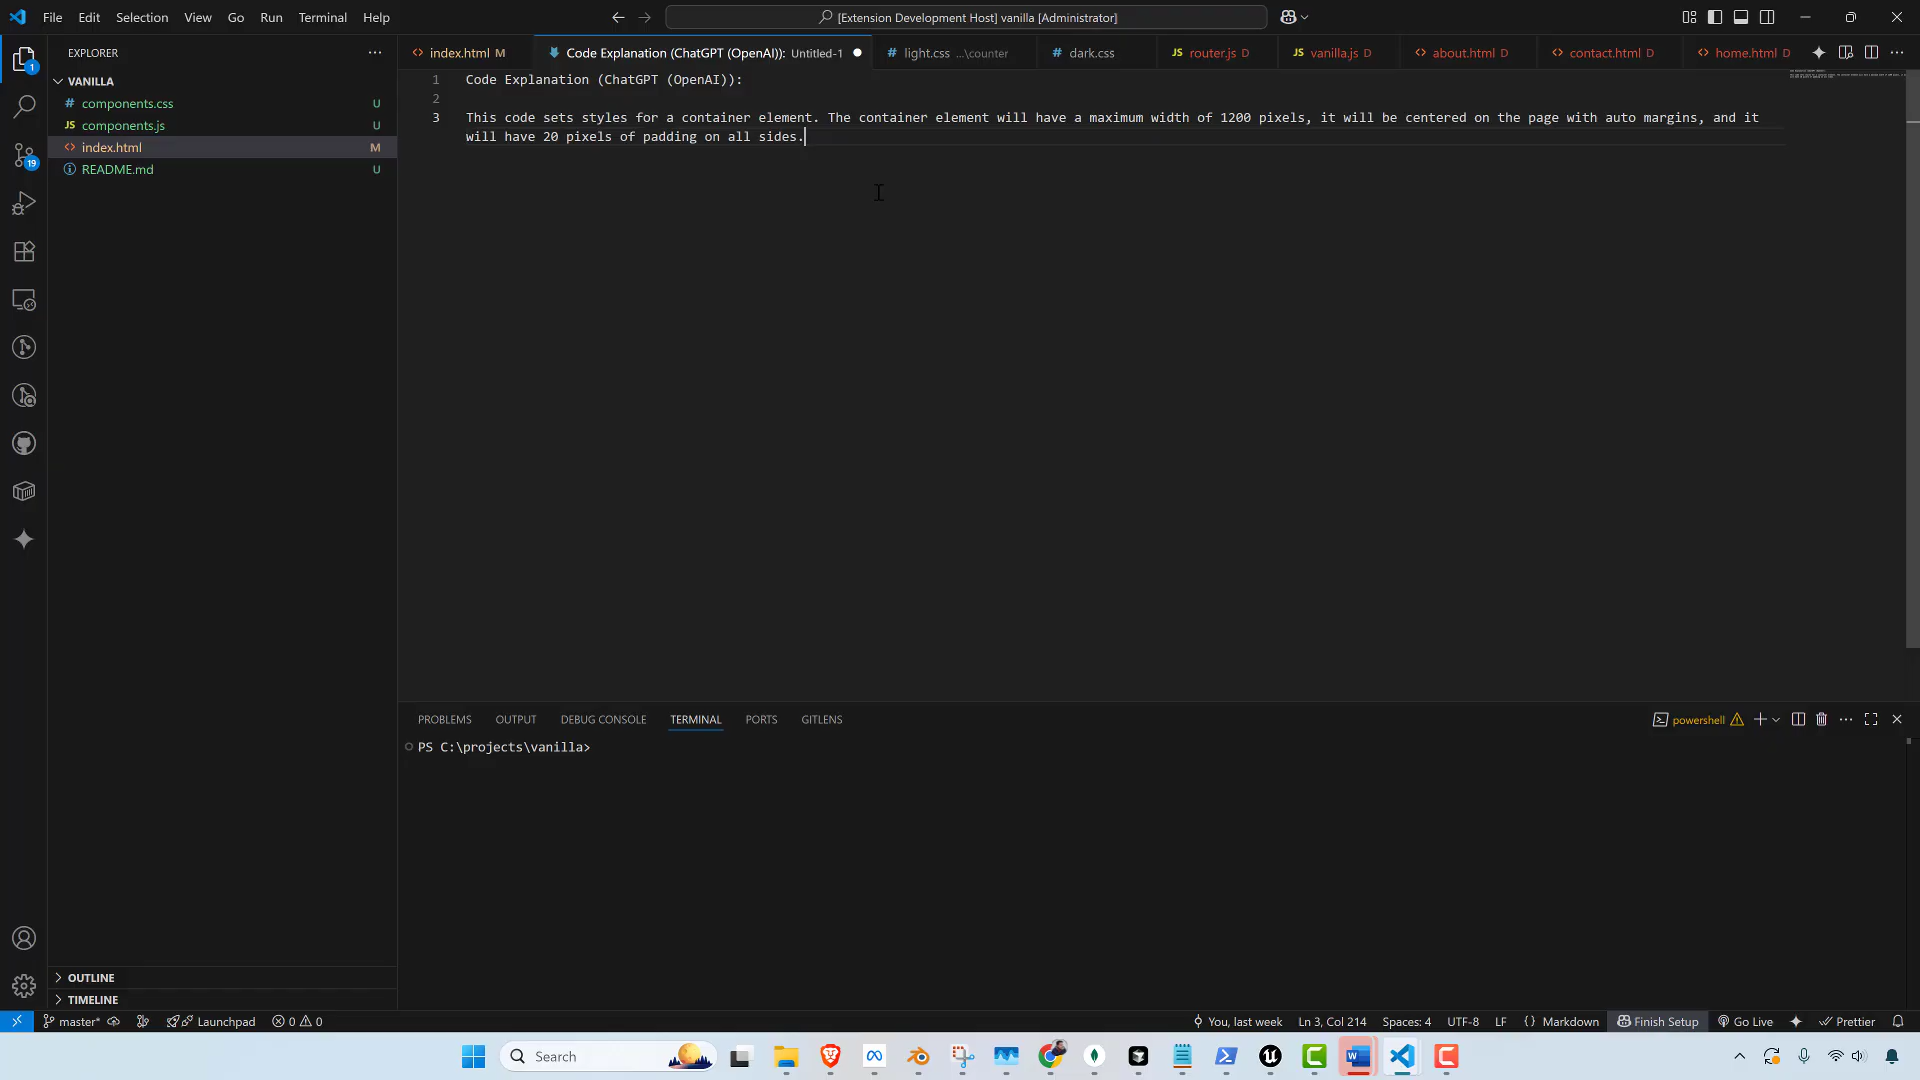 File Edit Selection View Go Run Terminal Help
[Extension Development Host] vanilla [Administrator]
EXPLORER
index.html M
Code Explanation (ChatGPT (OpenAI)): Untitled-1
light.css ...\counter
dark.css
router.js D
vanilla.js D
about.html D
contact.html D
home.html D
VANILLA
components.css U
components.js U
index.html M
README.md U
1
19
1 Code Explanation (ChatGPT (OpenAI)):
2
3 This code sets styles for a container element. The container element will have a maximum width of 1200 pixels, it will be centered on the page with auto margins, and it
will have 20 pixels of padding on all sides.
PROBLEMS OUTPUT DEBUG CONSOLE TERMINAL PORTS GITLENS
powershell
PS C:\projects\vanilla>
OUTLINE
TIMELINE
master* Launchpad 0 0
You, last week Ln 3, Col 214 Spaces: 4 UTF-8 LF { } Markdown Finish Setup Go Live Prettier
Search